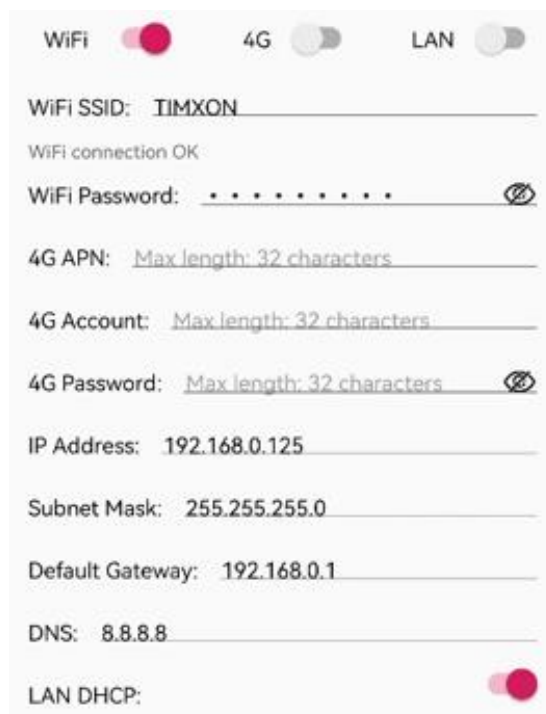 WiFi 4G LAN
WiFi SSID: TIMXON
WiFi connection OK
WiFi Password: • • • • • • • • •
4G APN: Max length: 32 characters
4G Account: Max length: 32 characters
4G Password: Max length: 32 characters
IP Address: 192.168.0.125
Subnet Mask: 255.255.255.0
Default Gateway: 192.168.0.1
DNS: 8.8.8.8
LAN DHCP: